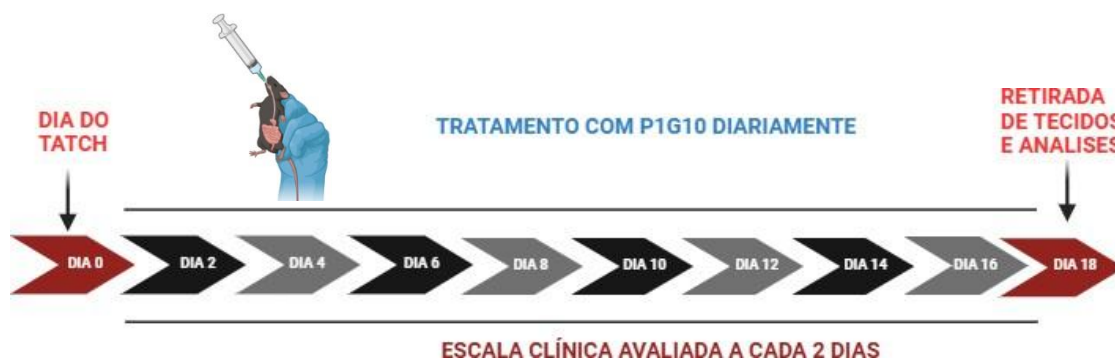 DIA DO
TATCH
TRATAMENTO COM P1G10 DIARIAMENTE
RETIRADA
DE TECIDOS
E ANALISES
DIA 0
DIA 2
DIA 4
DIA 6
DIA 8
DIA 10
DIA 12
DIA 14
DIA 16
DIA 18
ESCALA CLÍNICA AVALIADA A CADA 2 DIAS